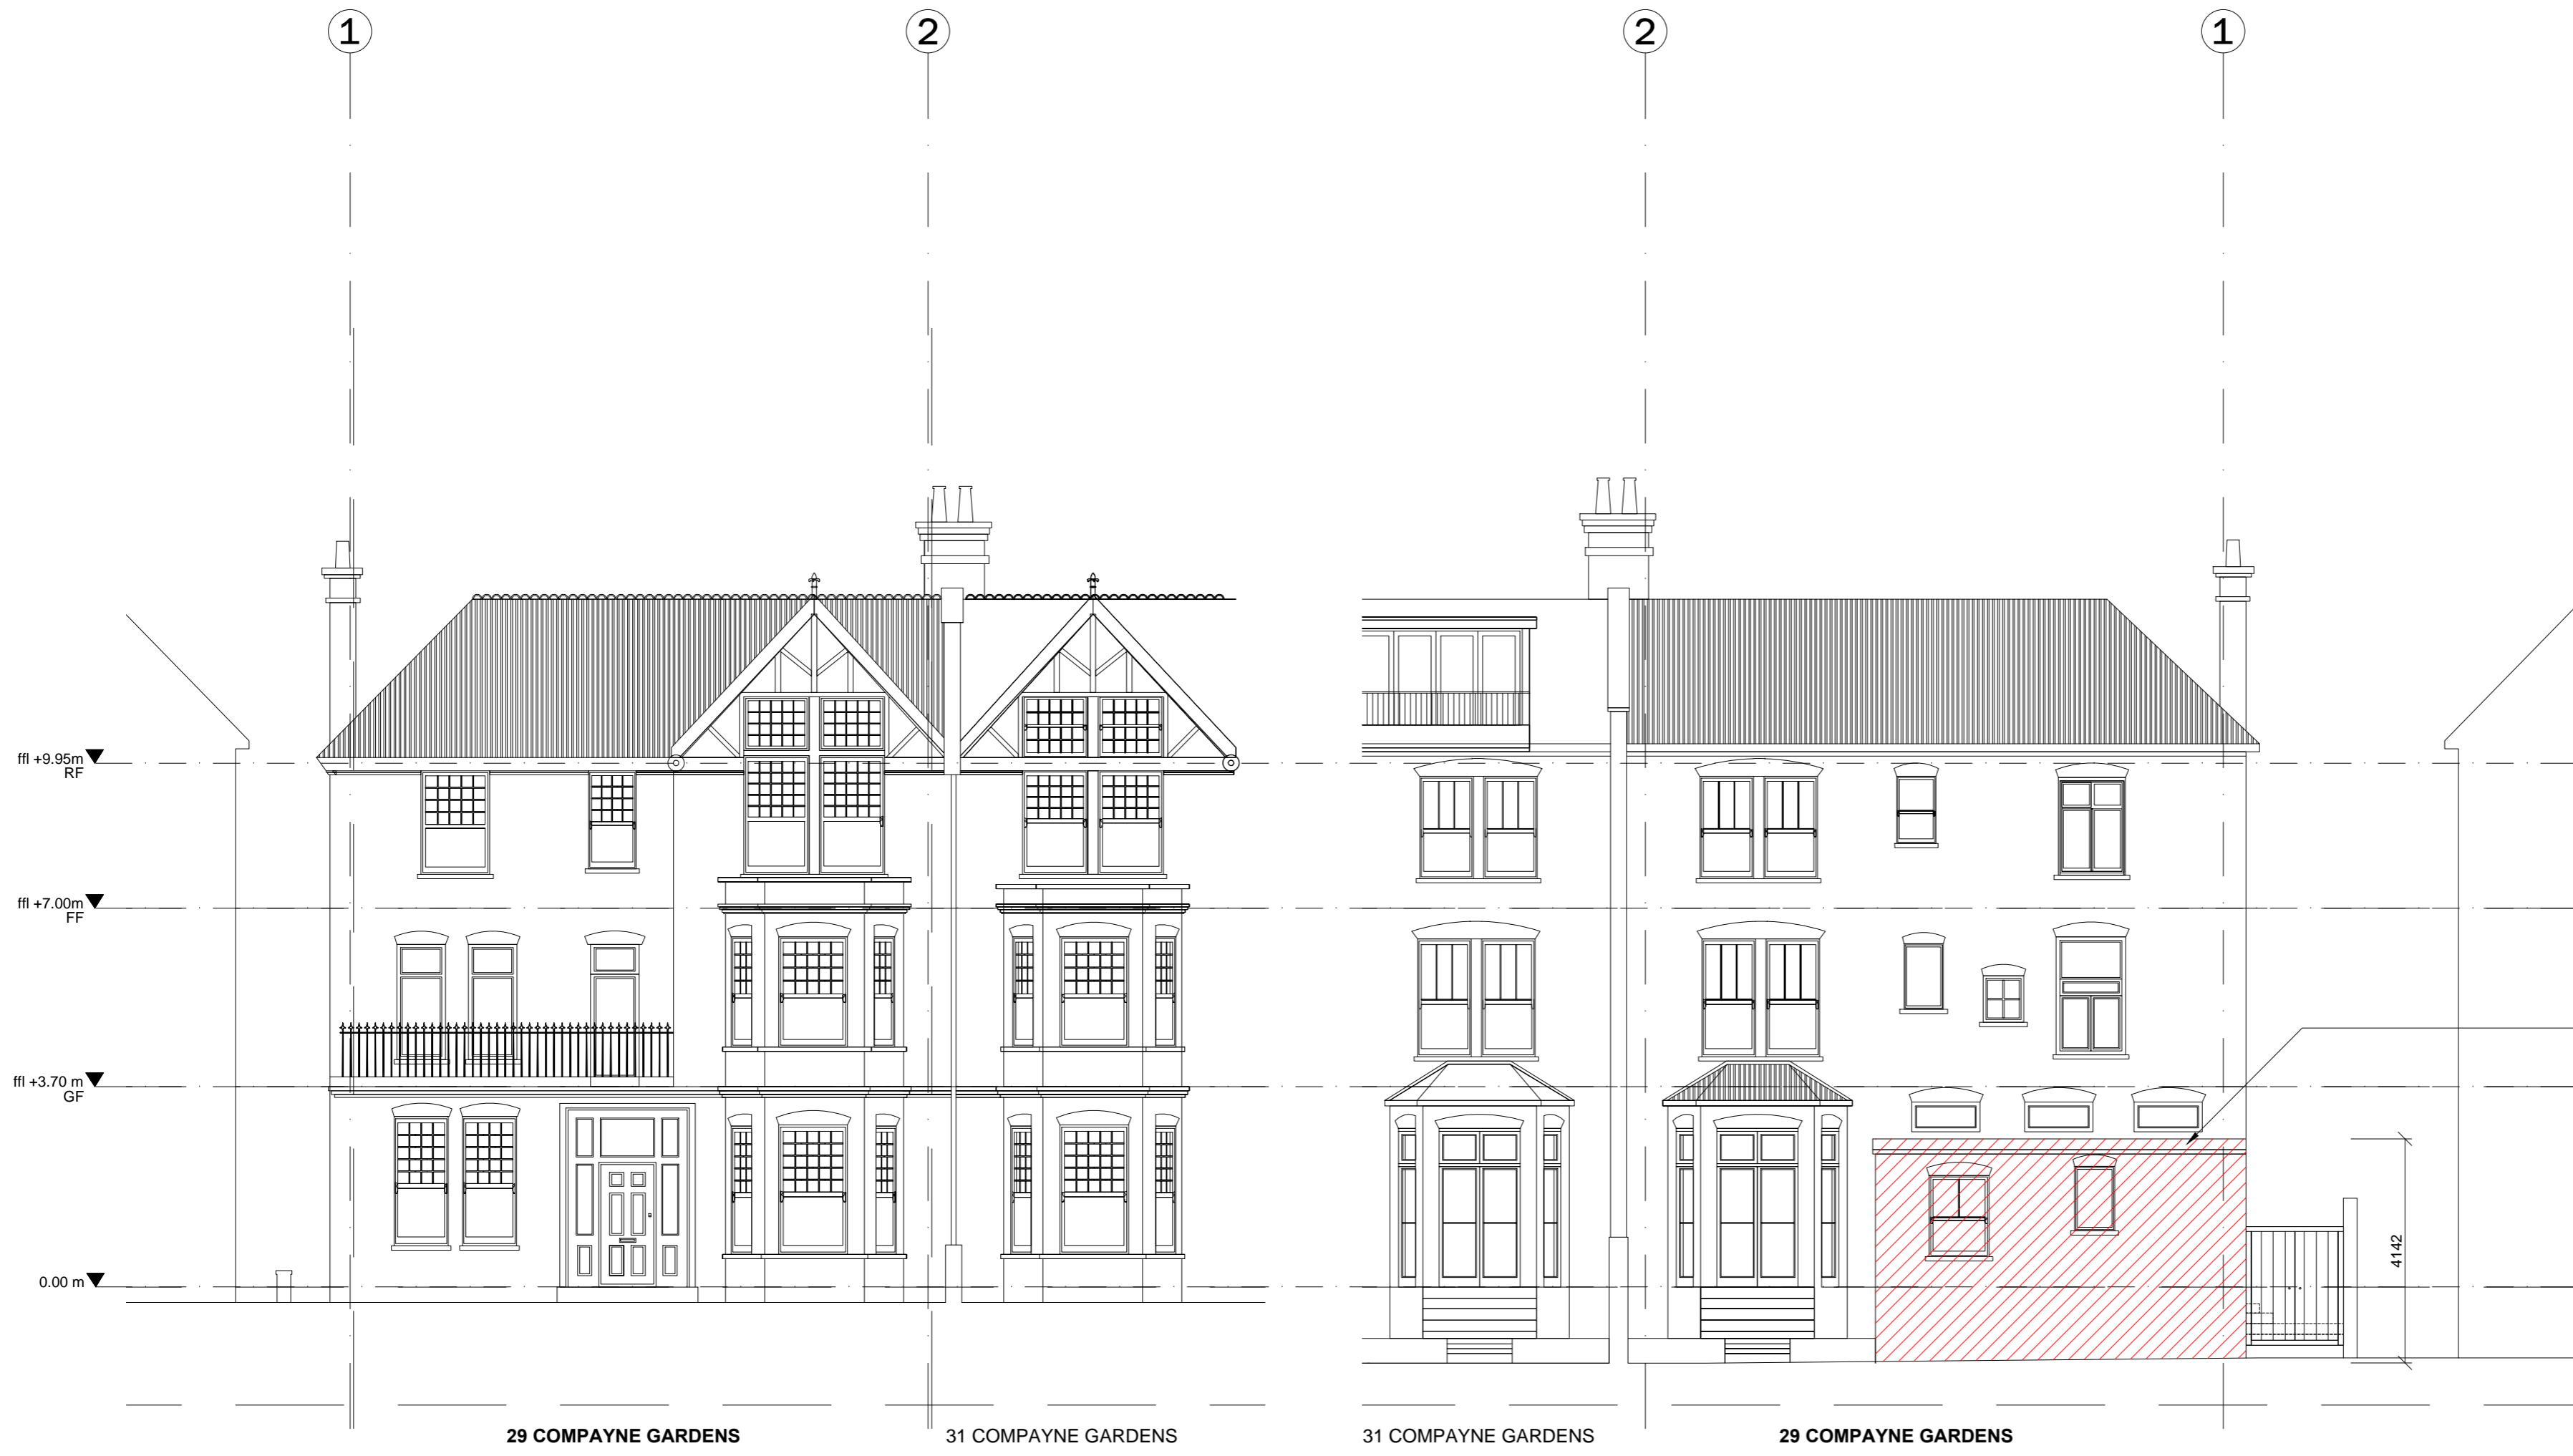 1
2
2
1
ffl +9.95m
RF
ffl +7.00m
FF
ffl +3.70 m
GF
0.00 m
4142
29 COMPAYNE GARDENS
31 COMPAYNE GARDENS
31 COMPAYNE GARDENS
29 COMPAYNE GARDENS